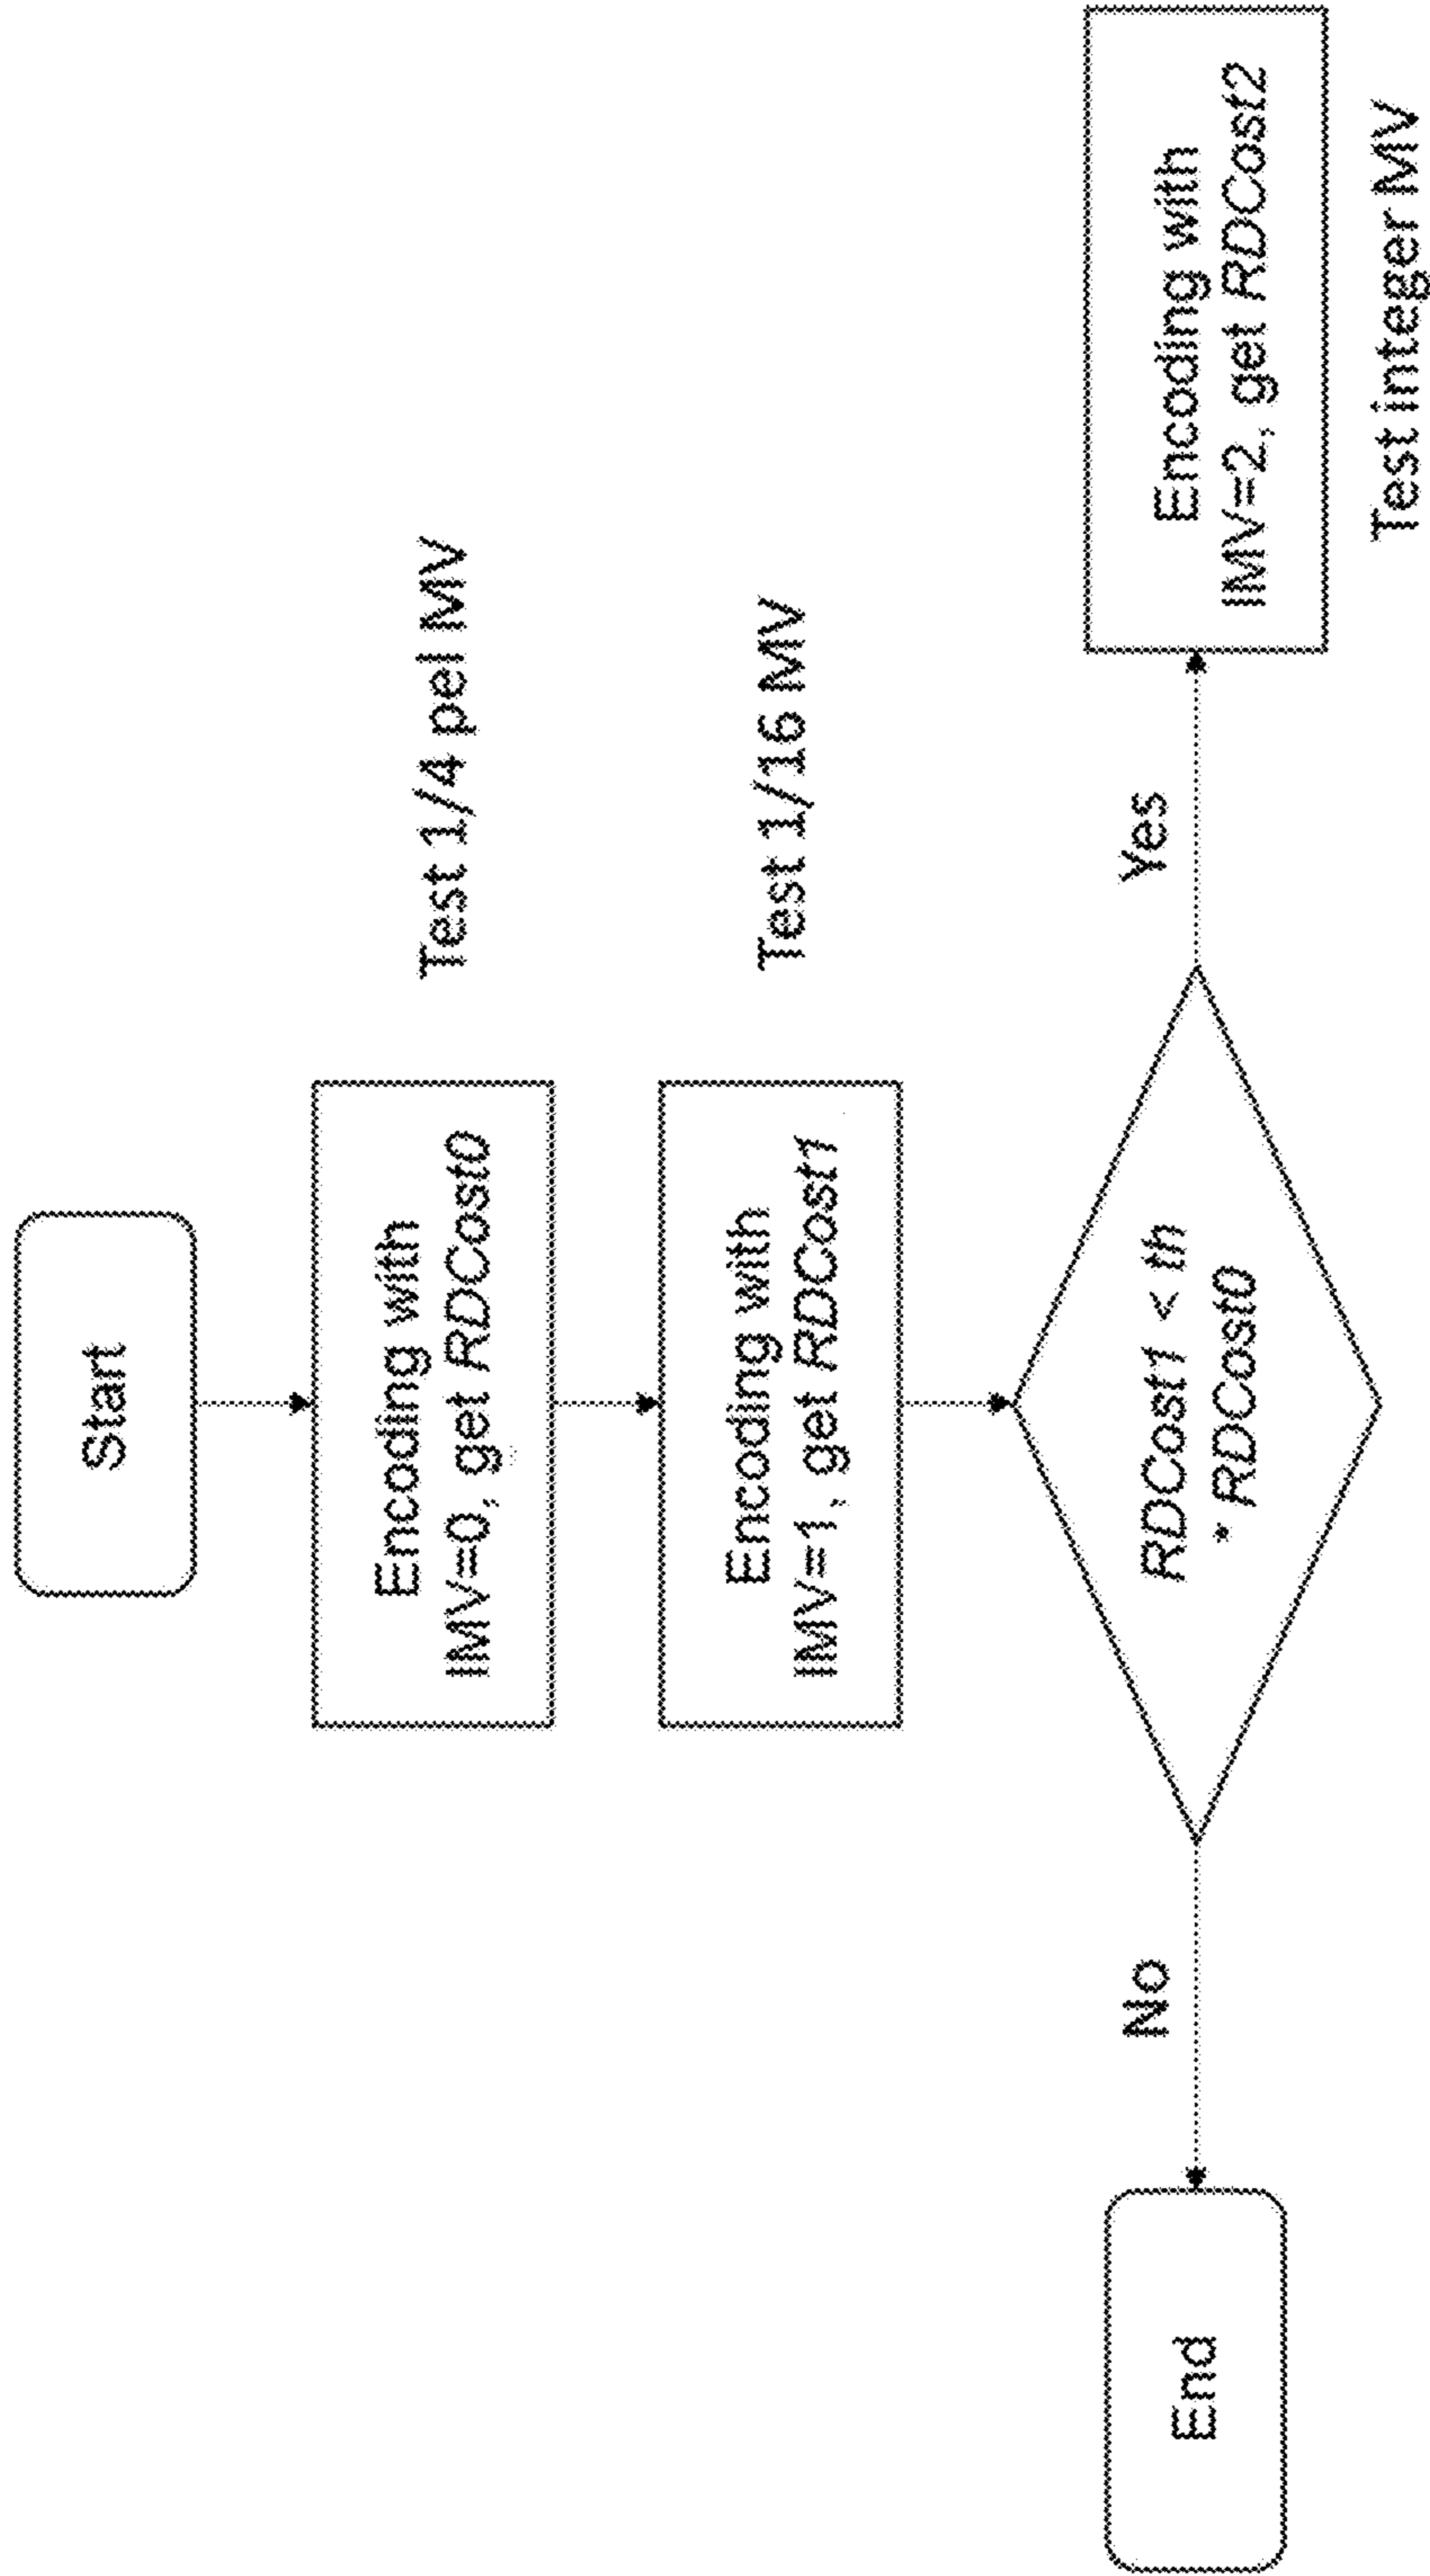 Start
Encoding with
IMV=0, get RDCost0
Test 1/4 pel MV
Encoding with
IMV=1, get RDCost1
Test 1/16 MV
RDCost1 < th
* RDCost0
No
Yes
End
Encoding with
IMV=2, get RDCost2
Test integer MV